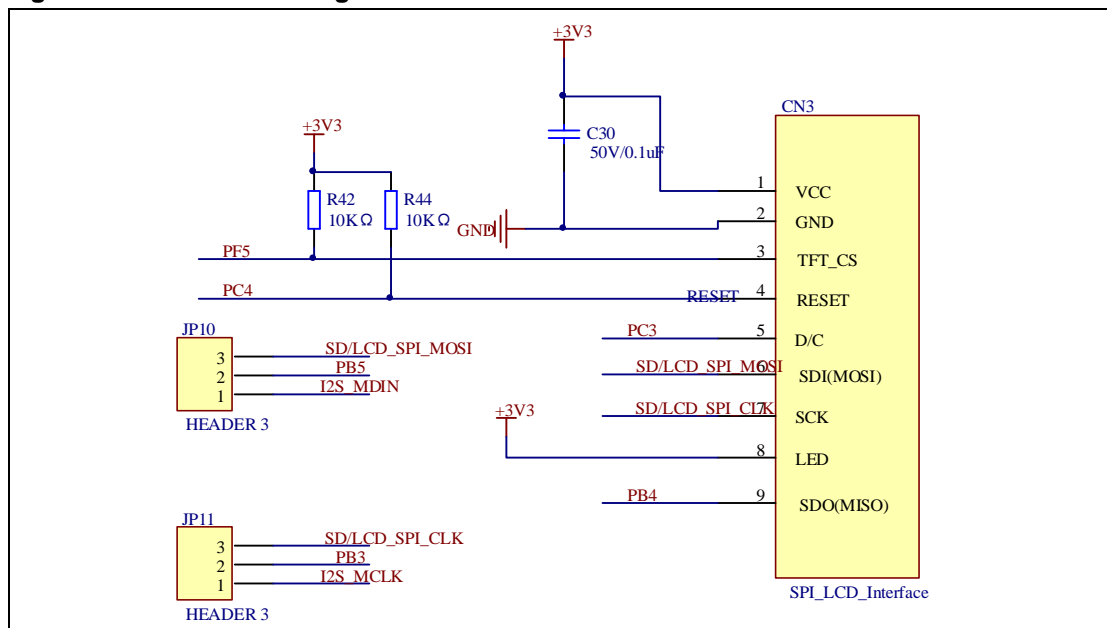 +3V3
CN3
+3V3
C30
50V/0.1uF
R42
10KΩ
R44
10KΩ
1
VCC
2
GND
GND
PF5
3
TFT_CS
PC4
RESET
4
RESET
JP10
3
SD/LCD_SPI_MOSI
2
PB5
1
I2S_MDIN
HEADER 3
PC3
5
D/C
SD/LCD_SPI_MOSI
6
SDI(MOSI)
SD/LCD_SPI_CLK
7
SCK
+3V3
8
LED
PB4
9
SDO(MISO)
JP11
3
SD/LCD_SPI_CLK
2
PB3
1
I2S_MCLK
HEADER 3
SPI_LCD_Interface